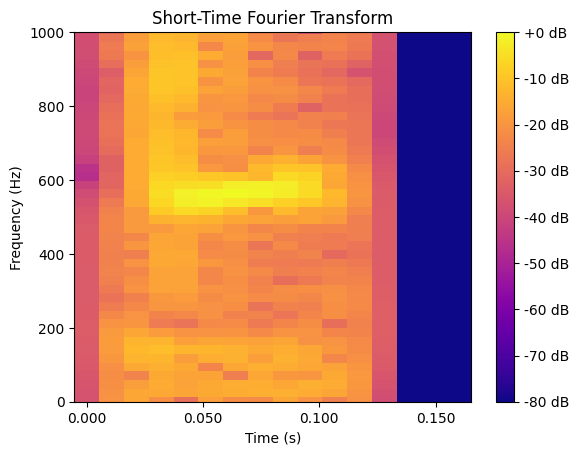 Short-Time Fourier Transform
1000
800
600
400
200
0
Frequency (Hz)
0.000
0.050
0.100
0.150
Time (s)
+0 dB
-10 dB
-20 dB
-30 dB
-40 dB
-50 dB
-60 dB
-70 dB
-80 dB